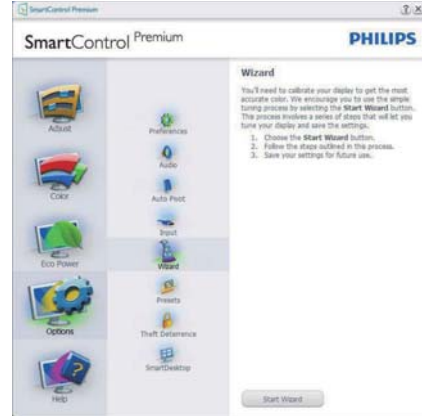 SmartControl Premium
SmartControl Premium
PHILIPS
Adjust
Color
Eco Power
Options
Help
Preferences
Audio
Auto Pivot
Input
Wizard
Presets
Theft Deterrence
SmartDesktop
Wizard
You'll need to calibrate your display to get the most
accurate color. We encourage you to use the simple
tuning process by selecting the Start Wizard button.
This process involves a series of steps that will let you
tune your display and save the settings.
1. Choose the Start Wizard button.
2. Follow the steps outlined in this process.
3. Save your settings for future use.
Start Wizard